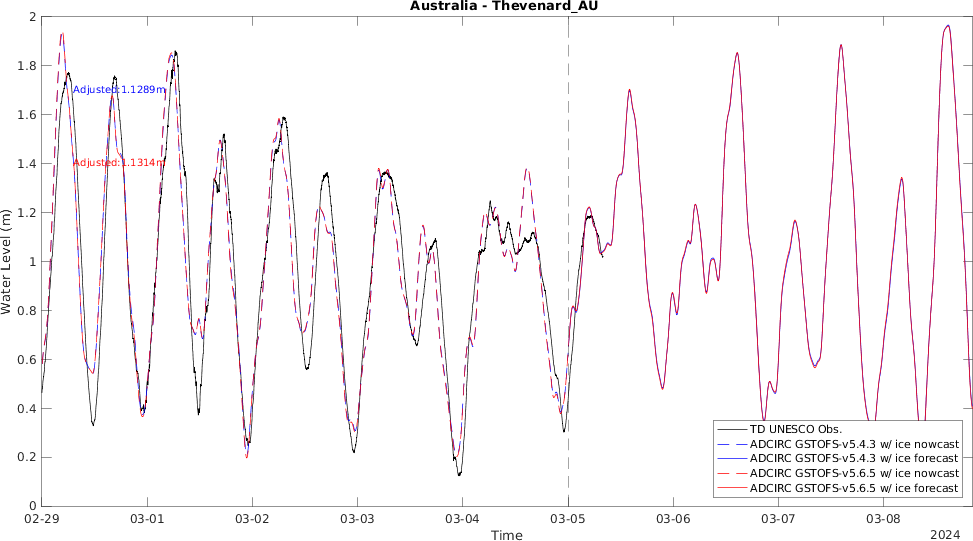 Australia - Thevenard_AU
2
1.8
1.6
1.4
1.2
1
0.8
0.6
0.4
0.2
0
Water Level (m)
Adjusted:1.1289m
Adjusted:1.1314m
TD UNESCO Obs.
ADCIRC GSTOFS-v5.4.3 w/ ice nowcast
ADCIRC GSTOFS-v5.4.3 w/ ice forecast
ADCIRC GSTOFS-v5.6.5 w/ ice nowcast
ADCIRC GSTOFS-v5.6.5 w/ ice forecast
02-29 03-01 03-02 03-03 03-04 03-05 03-06 03-07 03-08
Time
2024